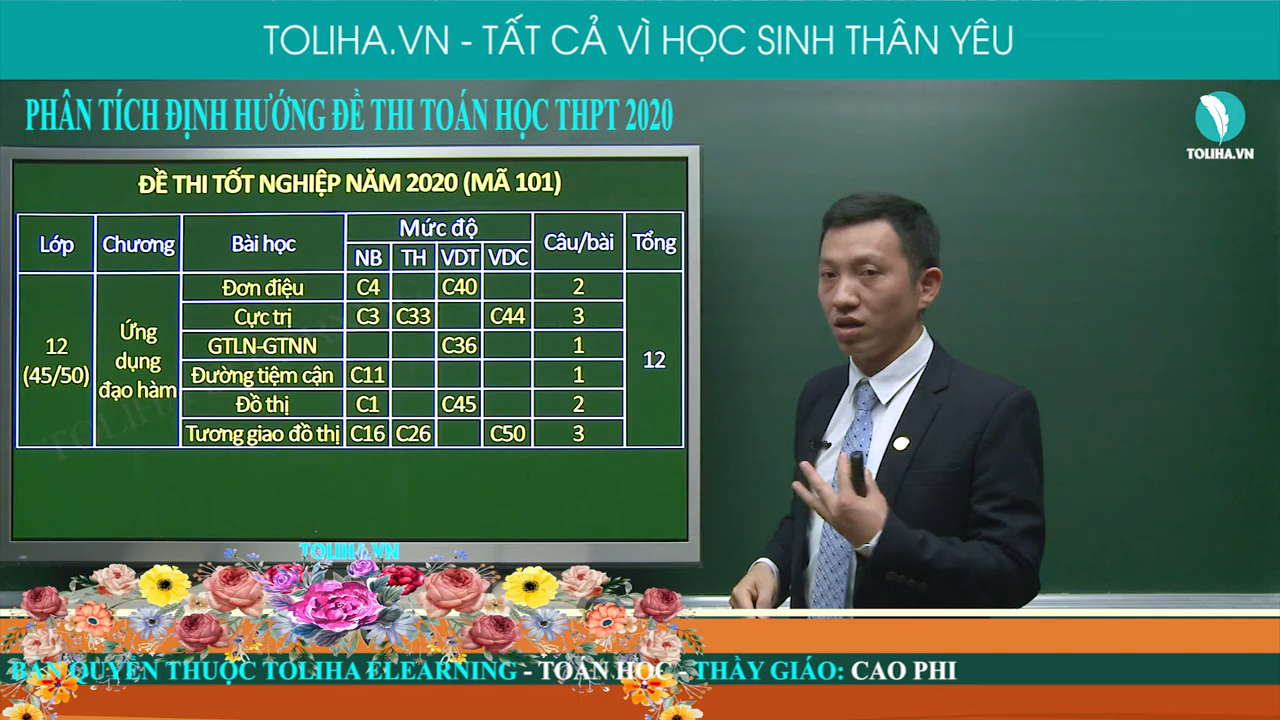 TOLIHA.VN - TẤT CẢ VÌ HỌC SINH THÂN YÊU
PHÂN TÍCH ĐỊNH HƯỚNG ĐỀ THI TOÁN HỌC THPT 2020
TOLIHA.VN
ĐỀ THI TỐT NGHIỆP NĂM 2020 (MÃ 101)
Lớp Chương Bài học Mức độ Câu/bài Tổng
NB TH VDT VDC
Đơn điệu C4 C40 2
Cực trị C3 C33 C44 3
GTLN-GTNN C36 1
Đường tiệm cận C11 1
Đồ thị C1 C45 2
Tương giao đồ thị C16 C26 C50 3
12
(45/50)
Ứng
dụng
đạo hàm
12
TOLIHA.VN
BẢN QUYỀN THUỘC TOLIHA ELEARNING - TOÁN HỌC - THẦY GIÁO: CAO PHI